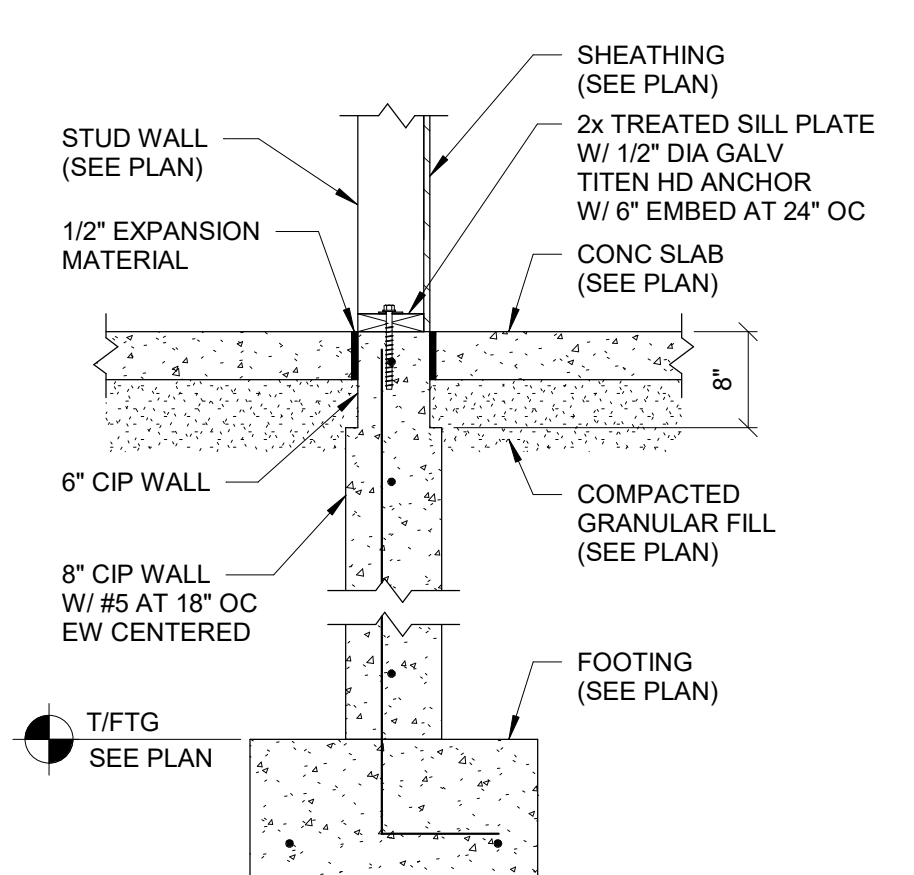 SHEATHING
(SEE PLAN)
2x TREATED SILL PLATE
W/ 1/2" DIA GALV
TITEN HD ANCHOR
W/ 6" EMBED AT 24" OC
STUD WALL
(SEE PLAN)
1/2" EXPANSION
MATERIAL
CONC SLAB
(SEE PLAN)
8"
6" CIP WALL
COMPACTED
GRANULAR FILL
(SEE PLAN)
8" CIP WALL
W/ #5 AT 18" OC
EW CENTERED
FOOTING
(SEE PLAN)
T/FTG
SEE PLAN